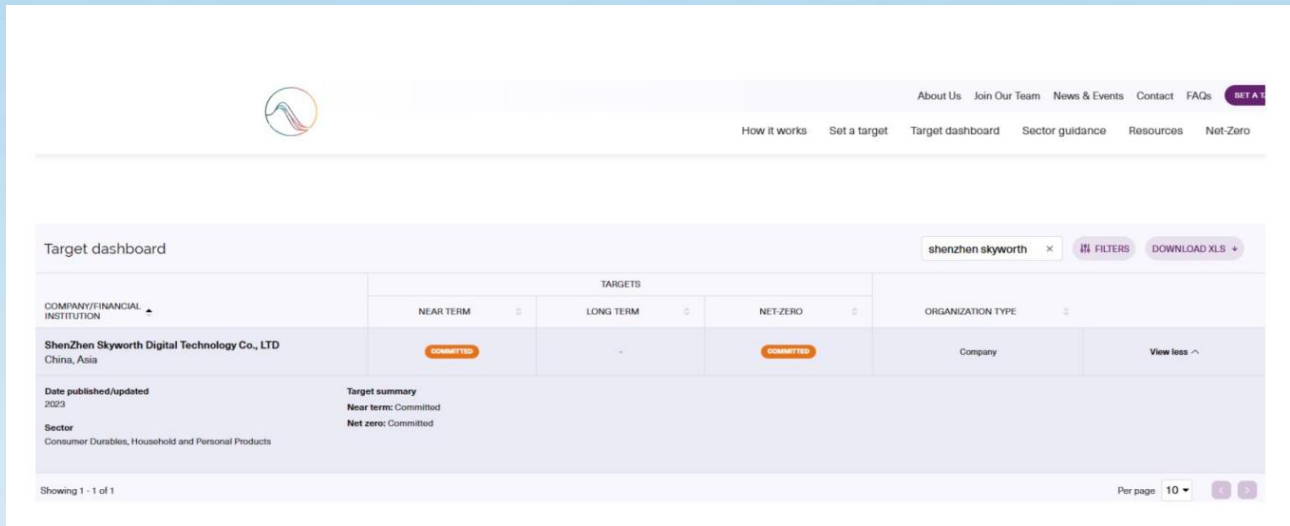 About Us Join Our Team News & Events Contact FAQs SET A
How it works Set a target Target dashboard Sector guidance Resources Net-Zero
Target dashboard
shenzhen skyworth × FILTERS DOWNLOAD XLS
TARGETS
COMPANY/FINANCIAL
INSTITUTION
NEAR TERM LONG TERM NET-ZERO ORGANIZATION TYPE
ShenZhen Skyworth Digital Technology Co., LTD
China, Asia
COMMITTED - COMMITTED Company View less
Date published/updated
2023
Sector
Consumer Durables, Household and Personal Products
Target summary
Near term: Committed
Net zero: Committed
Showing 1 - 1 of 1
Per page 10